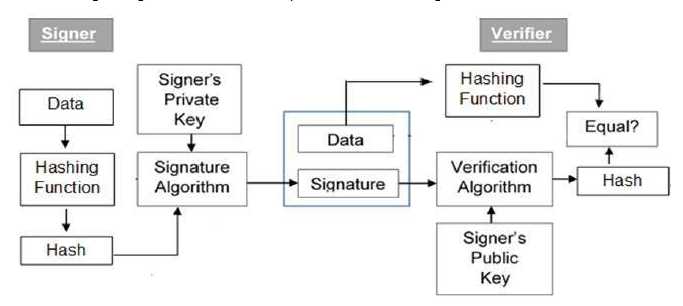 Signer
Verifier
Signer's
Private
Key
Hashing
Function
Data
Data
Equal?
Hashing
Function
Signature
Algorithm
Signature
Verification
Algorithm
Hash
Hash
Signer's
Public
Key